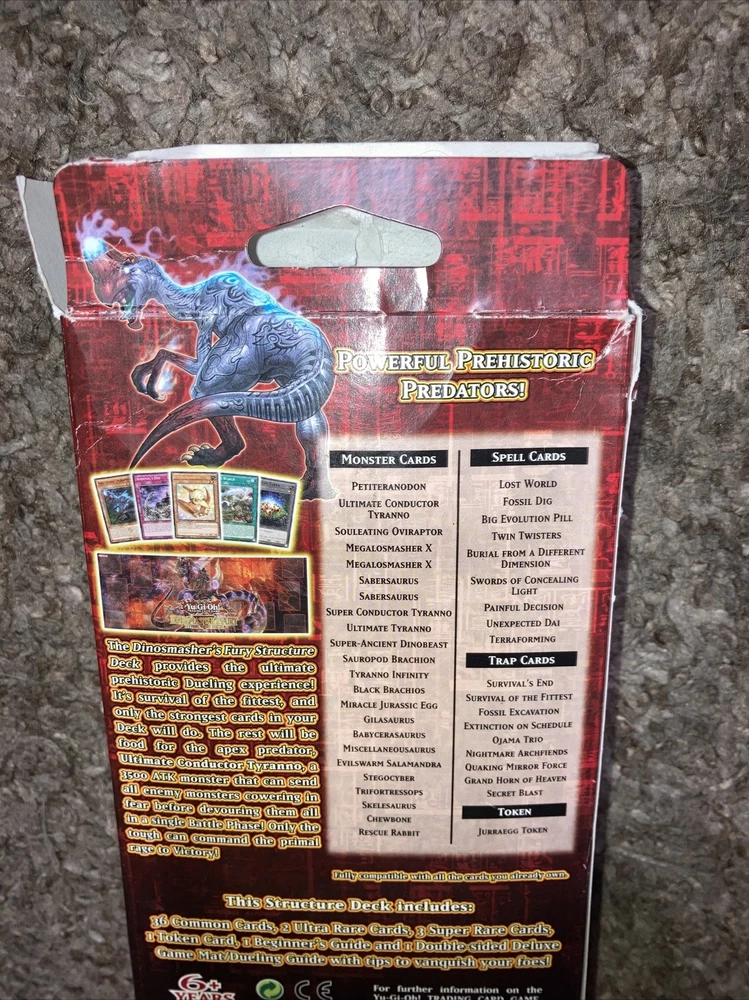 POWERFUL PREHISTORIC
PREDATORS!
MONSTER CARDS
PETITERANODON
ULTIMATE CONDUCTOR
TYRANNO
SOULEATING OVIRAPTOR
MEGALOSMASHER X
MEGALOSMASHER X
SABERSAURUS
SABERSAURUS
SUPER CONDUCTOR TYRANNO
ULTIMATE TYRANNO
SUPER-ANCIENT DINOBEAST
SAUROPOD BRACHION
TYRANNO INFINITY
BLACK BRACHIOS
MIRACLE JURASSIC EGG
GILASAURUS
BABYCERASAURUS
MISCELLANEOUSAURUS
EVILSWARM SALAMANDRA
STEGOCYBER
TRIFORTRESSOPS
SKELESAURUS
CHEWBONE
RESCUE RABBIT
SPELL CARDS
LOST WORLD
FOSSIL DIG
BIG EVOLUTION PILL
TWIN TWISTERS
BURIAL FROM A DIFFERENT
DIMENSION
SWORDS OF CONCEALING
LIGHT
PAINFUL DECISION
UNEXPECTED DAI
TERRAFORMING
TRAP CARDS
SURVIVAL'S END
SURVIVAL OF THE FITTEST
FOSSIL EXCAVATION
EXTINCTION ON SCHEDULE
OJAMA TRIO
NIGHTMARE ARCHFIENDS
QUAKING MIRROR FORCE
GRAND HORN OF HEAVEN
SECRET BLAST
TOKEN
JURRAEGG TOKEN
Yu-Gi-Oh!
The Dinosmasher's Fury Structure
Deck provides the ultimate
prehistoric Dueling experience!
It's survival of the fittest, and
only the strongest cards in your
Deck will do. The rest will be
food for the apex predator,
Ultimate Conductor Tyranno, a
3500 ATK monster that can send
all enemy monsters cowering in
fear before devouring them all
in a single Battle Phase! Only the
tough can command the primal
rage to Victory!
Fully compatible with all the cards you already own.
This Structure Deck includes:
36 Common Cards, 2 Ultra Rare Cards, 3 Super Rare Cards,
1 Token Card, 1 Beginner's Guide and 1 Double-sided Deluxe
Game Mat/Dueling Guide with tips to vanquish your foes!
6+
YEARS
CE
For further information on the
Yu-Gi-Oh! TRADING CARD GAME